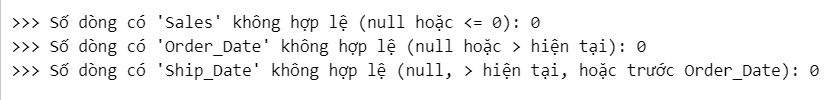 >>> Số dòng có 'Sales' không hợp lệ (null hoặc <= 0): 0
>>> Số dòng có 'Order_Date' không hợp lệ (null hoặc > hiện tại): 0
>>> Số dòng có 'Ship_Date' không hợp lệ (null, > hiện tại, hoặc trước Order_Date): 0